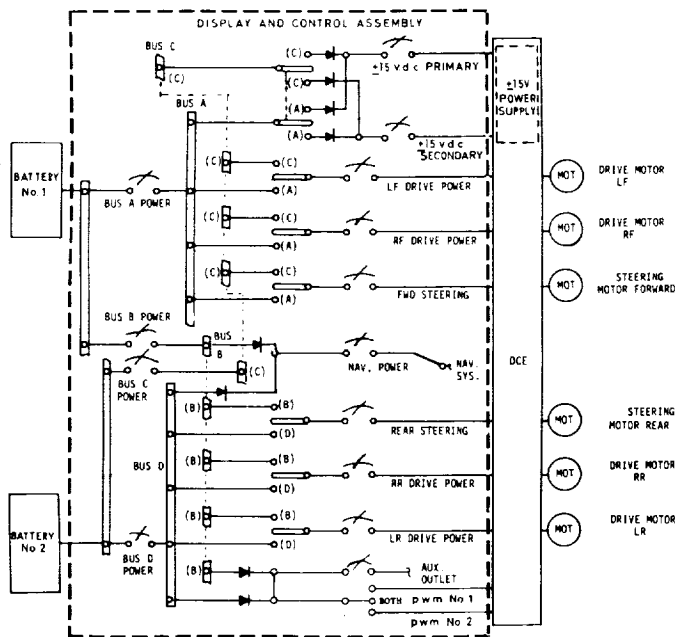 DISPLAY AND CONTROL ASSEMBLY
BUS C
(C)
(C)
±15 v d c PRIMARY
(C)
BUS A
(A)
(A)
±15 v d c
SECONDARY
±15V
POWER
SUPPLY
BATTERY
No. 1
BUS A POWER
(C)
(C)
(A)
LF DRIVE POWER
MOT
DRIVE MOTOR
LF
(C)
(C)
(A)
RF DRIVE POWER
MOT
DRIVE MOTOR
RF
(C)
(C)
(A)
FWD STEERING
MOT
STEERING
MOTOR FORWARD
BUS B POWER
BUS
B
BUS C
POWER
(C)
NAV. POWER
NAV.
SYS.
DCE
(B)
(B)
(D)
REAR STEERING
MOT
STEERING
MOTOR REAR
BUS D
(B)
(B)
(D)
RR DRIVE POWER
MOT
DRIVE MOTOR
RR
BATTERY
No. 2
BUS D
POWER
(B)
(B)
(D)
LR DRIVE POWER
MOT
DRIVE MOTOR
LR
(B)
AUX.
OUTLET
BOTH pwm No 1
pwm No 2